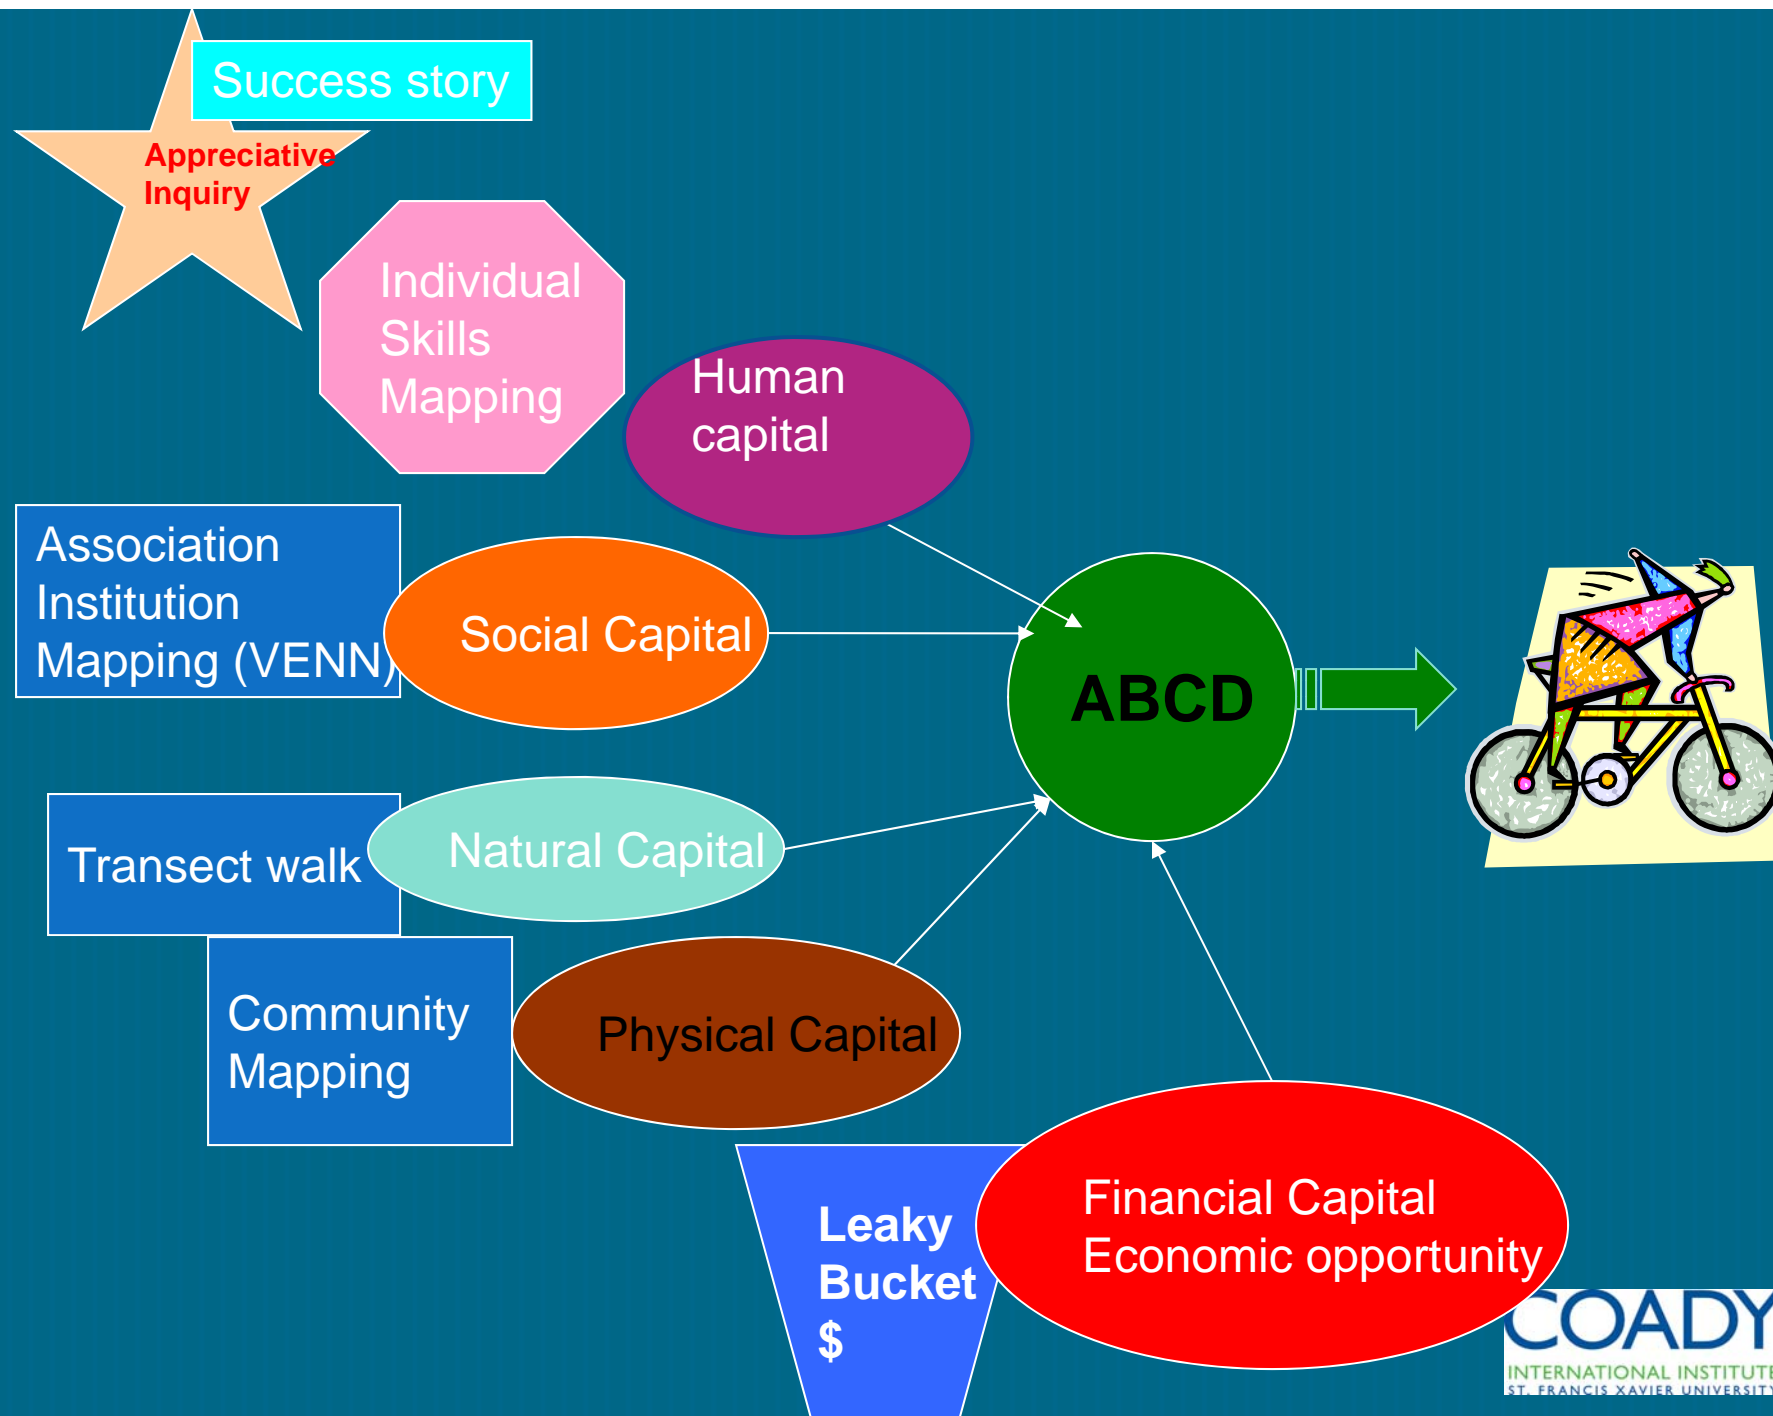 Success story
Appreciative
Inquiry
Individual
Skills
Mapping
Human
capital
Association
Institution
Mapping (VENN)
Social Capital
ABCD
Transect walk
Natural Capital
Community
Mapping
Physical Capital
Leaky
Bucket
$
Financial Capital
Economic opportunity
COADY
INTERNATIONAL INSTITUTE
ST. FRANCIS XAVIER UNIVERSITY